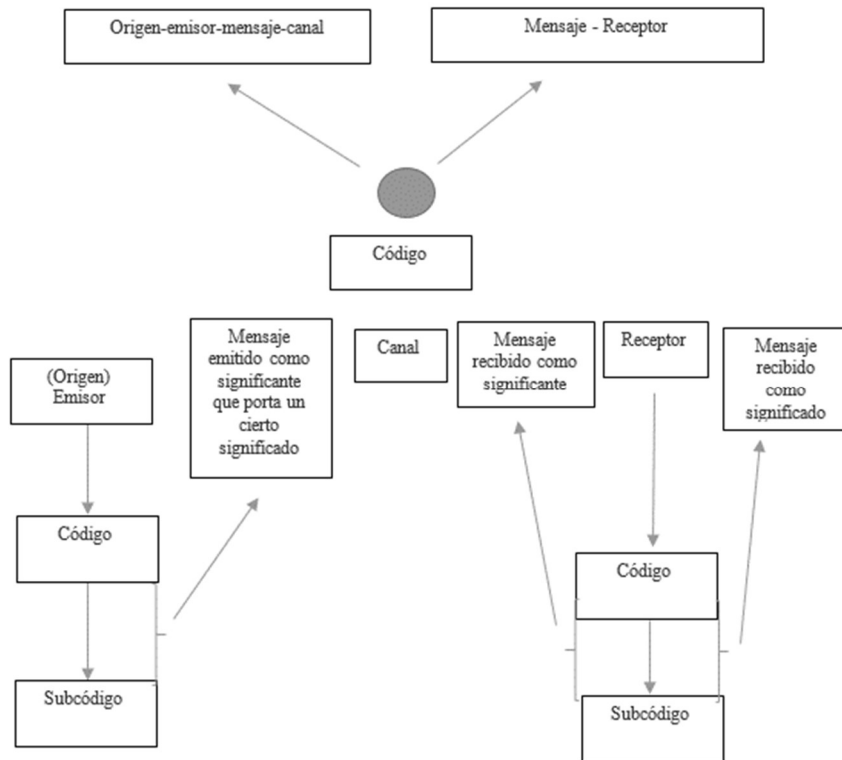 Origen-emisor-mensaje-canal
Mensaje - Receptor
Código
(Origen)
Emisor
Mensaje
emitido como
significante
que porta un
cierto
significado
Canal
Mensaje
recibido como
significante
Receptor
Mensaje
recibido
como
significado
Código
Subcódigo
Código
Subcódigo